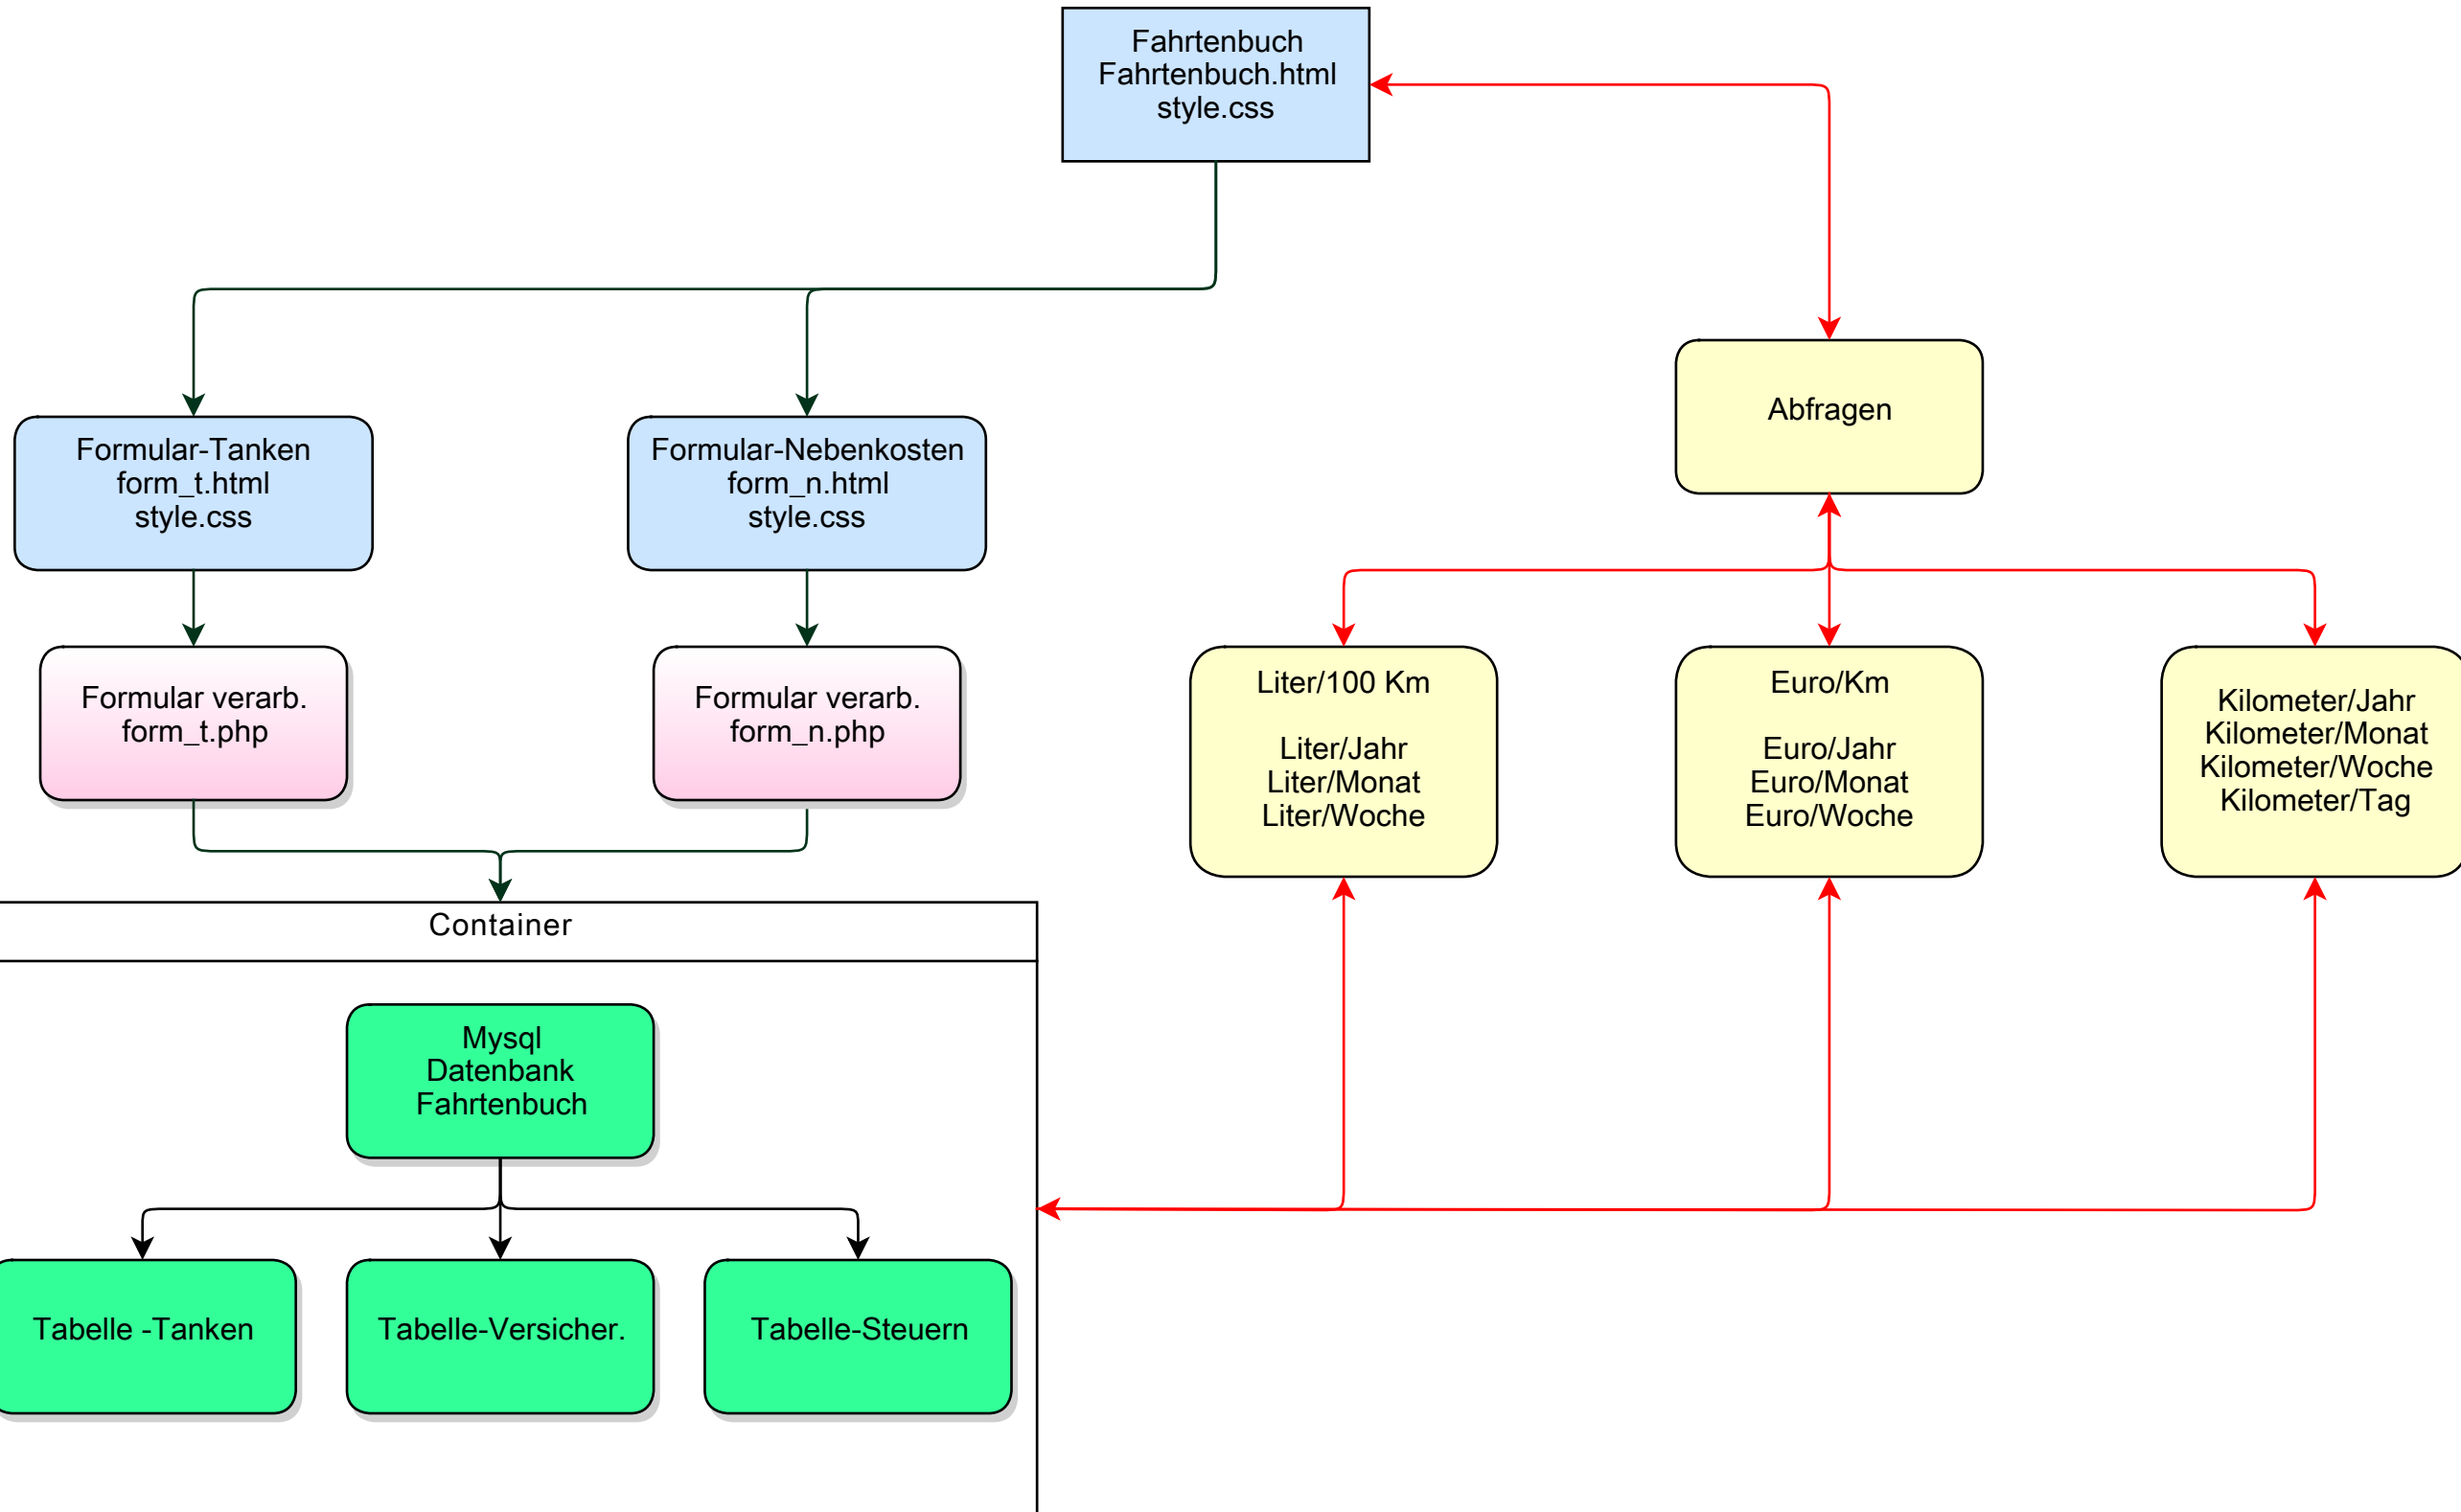 Fahrtenbuch
Fahrtenbuch.html
style.css
Formular-Tanken
form_t.html
style.css
Formular-Nebenkosten
form_n.html
style.css
Abfragen
Formular verarb.
form_t.php
Formular verarb.
form_n.php
Liter/100 Km
Liter/Jahr
Liter/Monat
Liter/Woche
Euro/Km
Euro/Jahr
Euro/Monat
Euro/Woche
Kilometer/Jahr
Kilometer/Monat
Kilometer/Woche
Kilometer/Tag
Container
Mysql
Datenbank
Fahrtenbuch
Tabelle -Tanken
Tabelle-Versicher.
Tabelle-Steuern